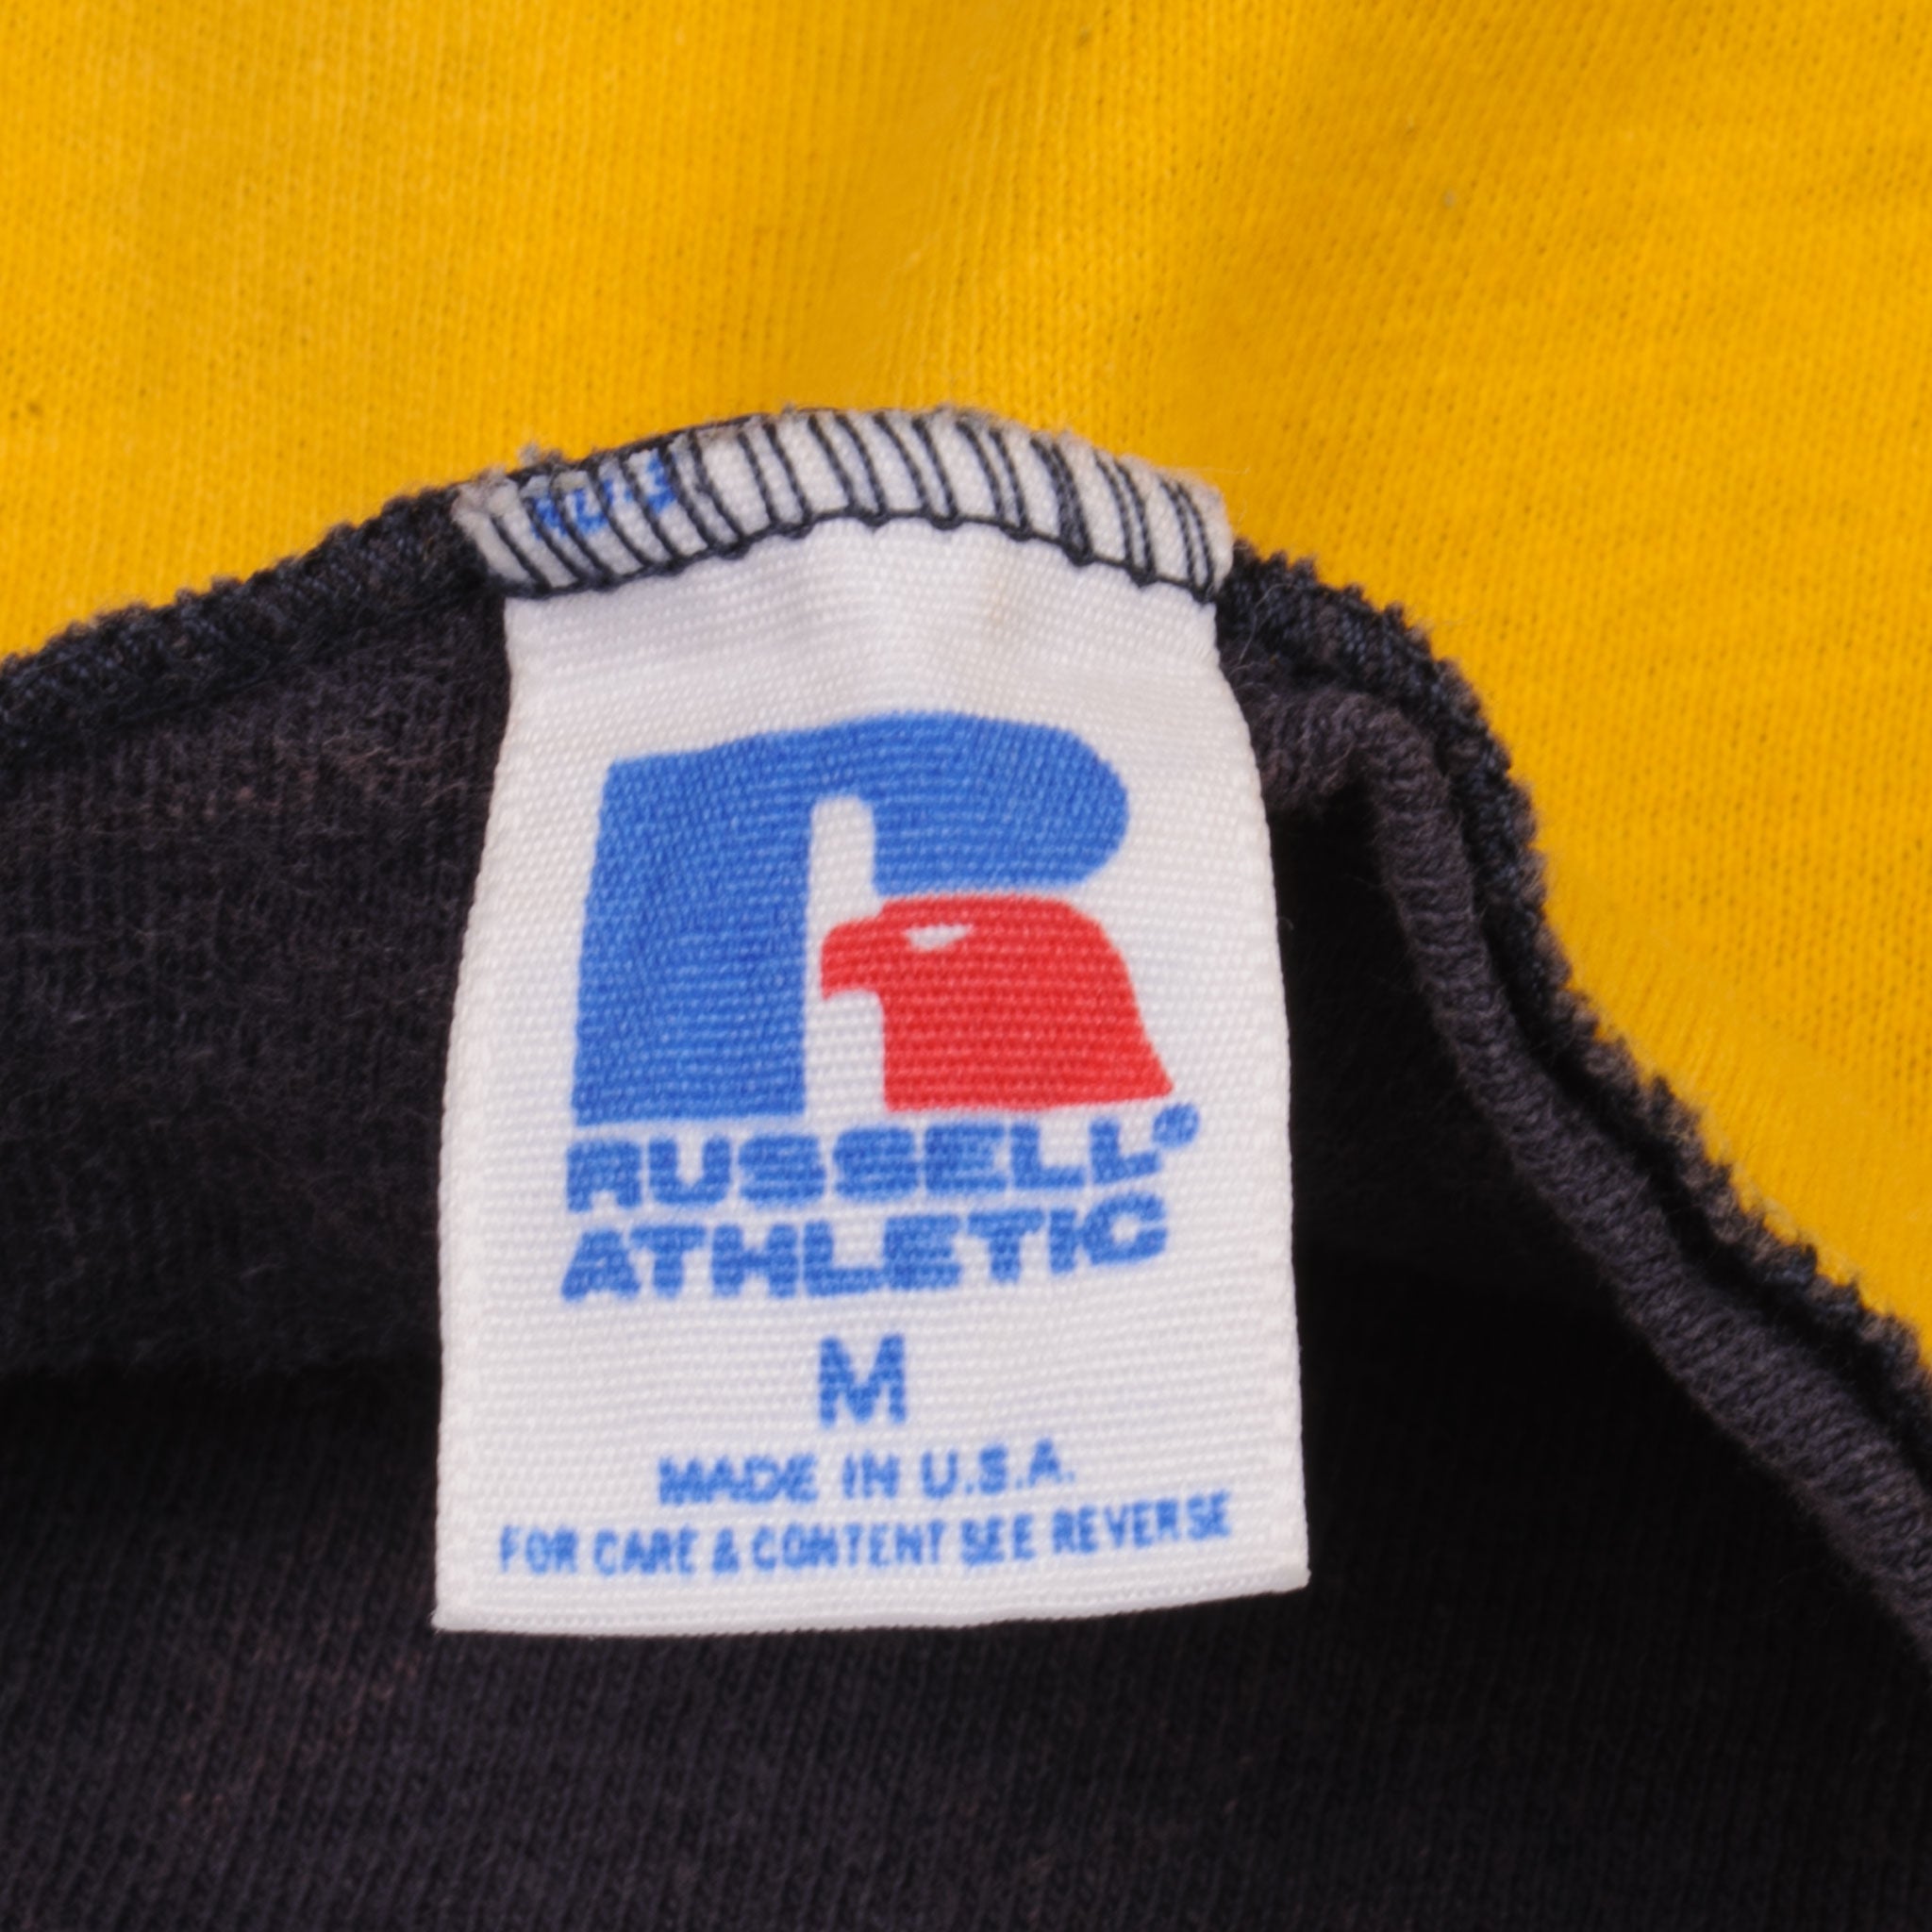 RUSSELL®
ATHLETIC
M
MADE IN U.S.A.
FOR CARE & CONTENT SEE REVERSE